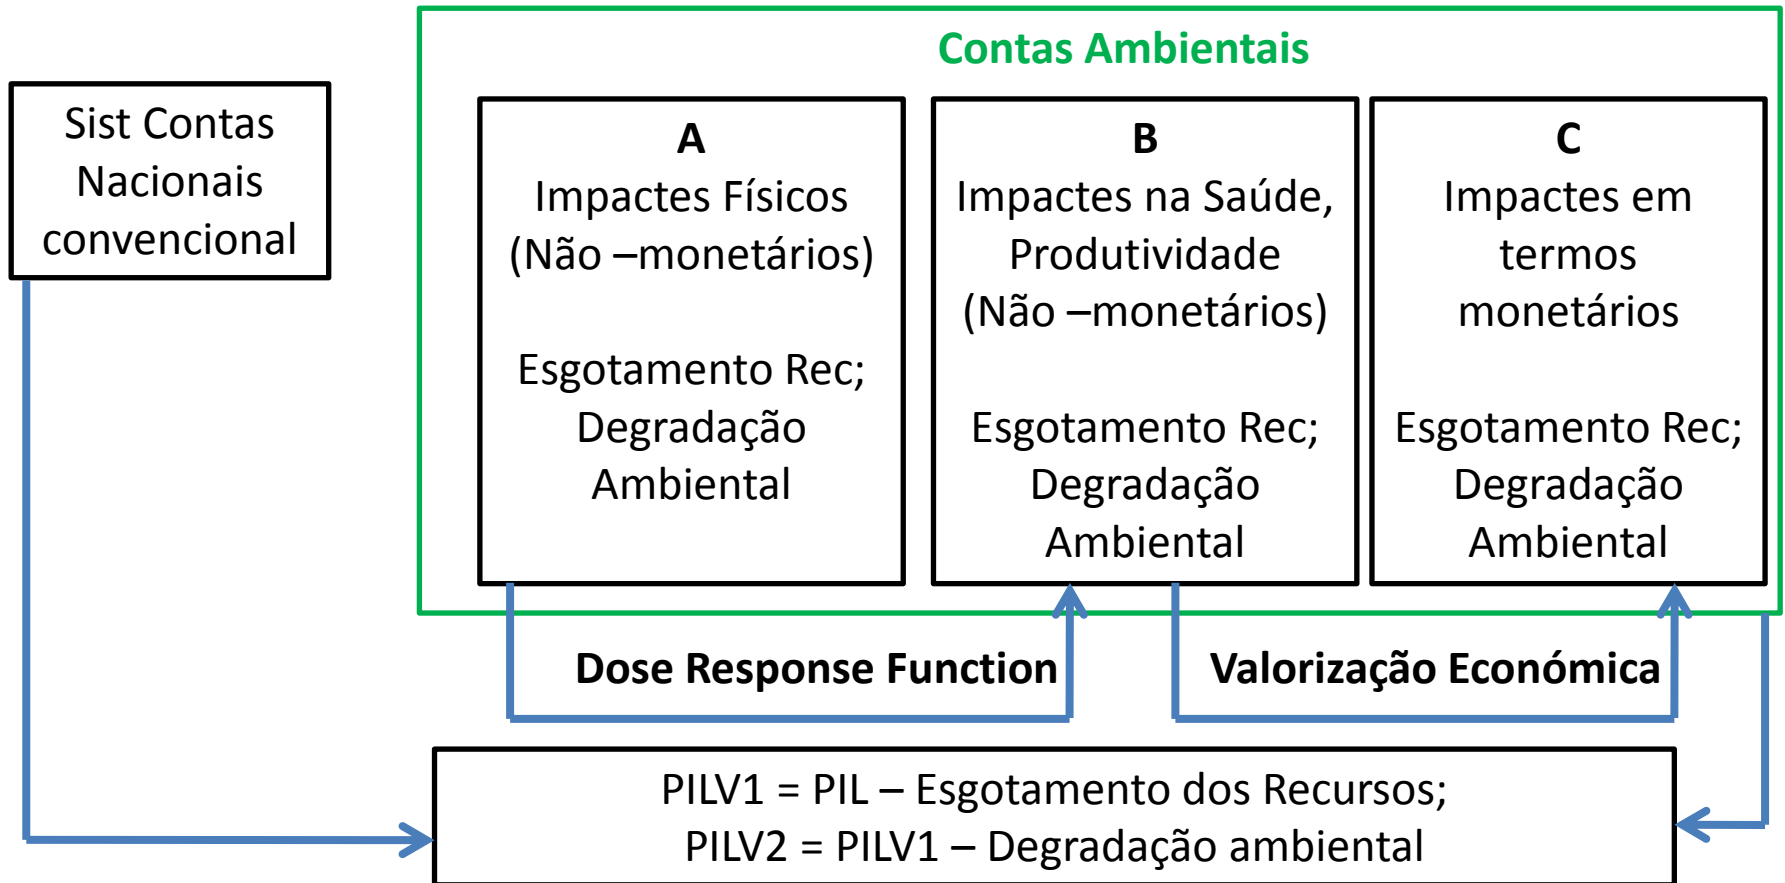 Contas Ambientais
Sist Contas
Nacionais
convencional
A
Impactes Físicos
(Não –monetários)
Esgotamento Rec;
Degradação
Ambiental
B
Impactes na Saúde,
Produtividade
(Não –monetários)
Esgotamento Rec;
Degradação
Ambiental
C
Impactes em
termos
monetários
Esgotamento Rec;
Degradação
Ambiental
Dose Response Function
Valorização Económica
PILV1 = PIL – Esgotamento dos Recursos;
PILV2 = PILV1 – Degradação ambiental